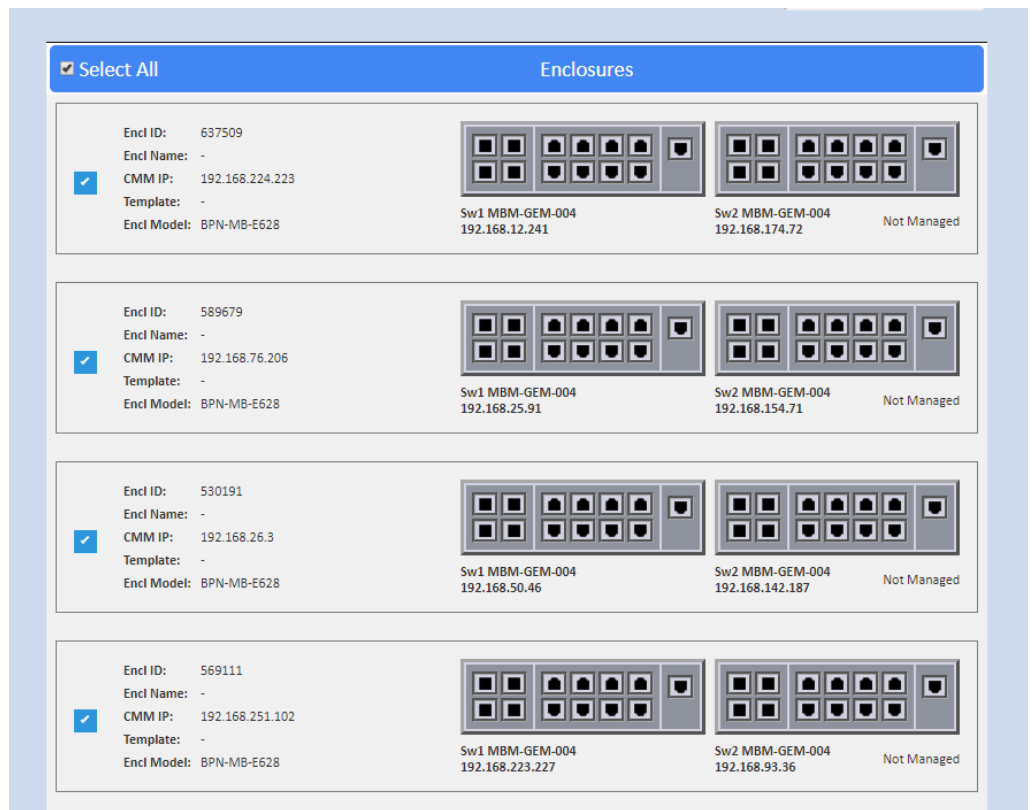 Select All Enclosures
Encl ID: 637509
Encl Name: -
CMM IP: 192.168.224.223
Template: -
Encl Model: BPN-MB-E628
Sw1 MBM-GEM-004
192.168.12.241
Sw2 MBM-GEM-004
192.168.174.72
Not Managed
Encl ID: 589679
Encl Name: -
CMM IP: 192.168.76.206
Template: -
Encl Model: BPN-MB-E628
Sw1 MBM-GEM-004
192.168.25.91
Sw2 MBM-GEM-004
192.168.154.71
Not Managed
Encl ID: 530191
Encl Name: -
CMM IP: 192.168.26.3
Template: -
Encl Model: BPN-MB-E628
Sw1 MBM-GEM-004
192.168.50.46
Sw2 MBM-GEM-004
192.168.142.187
Not Managed
Encl ID: 569111
Encl Name: -
CMM IP: 192.168.251.102
Template: -
Encl Model: BPN-MB-E628
Sw1 MBM-GEM-004
192.168.223.227
Sw2 MBM-GEM-004
192.168.93.36
Not Managed